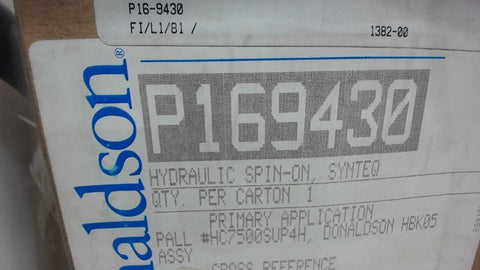 P16-9430
FI/L1/81 /
1382-00
naldson®
P169430
HYDRAULIC SPIN-ON, SYNTEQ
QTY. PER CARTON 1
PRIMARY APPLICATION
PALL #HC7500SUP4H, DONALDSON HBK05
ASSY
CROSS REFERENCE